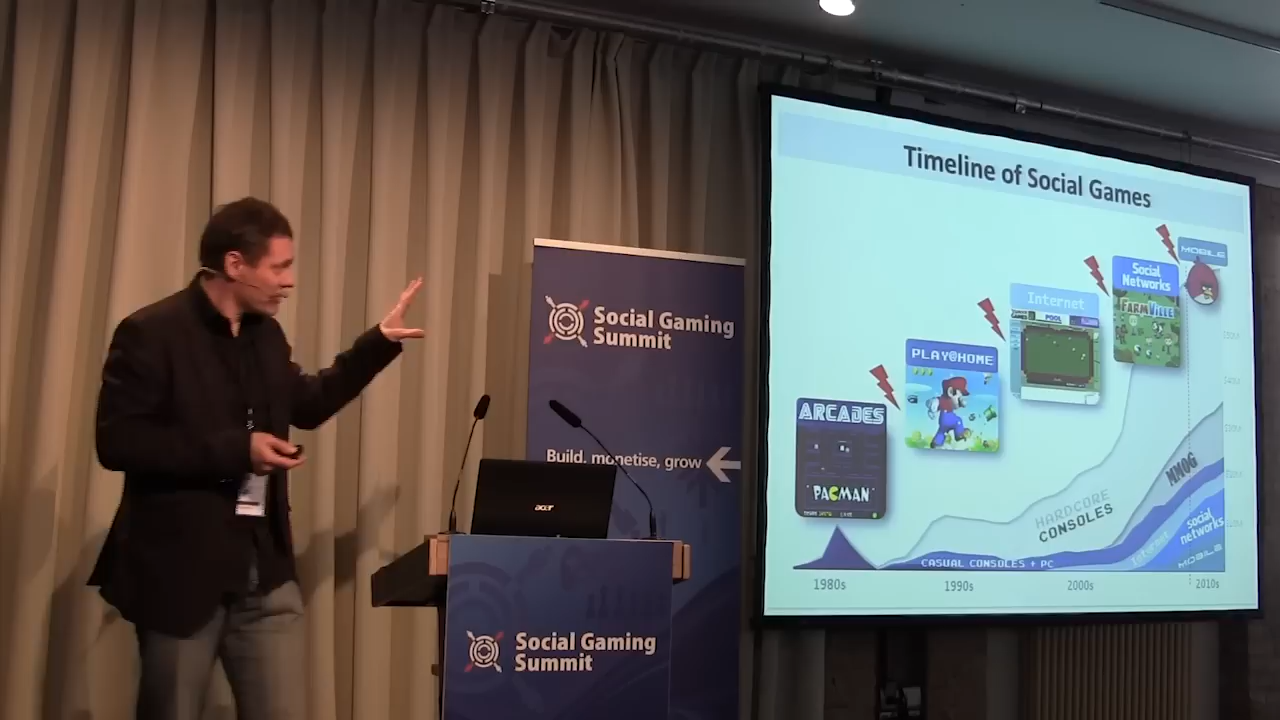 Social Gaming
Summit
Build, monetise, grow
acer
Social Gaming
Summit
Timeline of Social Games
MOBILE
Social
Networks
FARMVILLE
Internet
POOL
PLAY@HOME
ARCADES
PACMAN
HARDCORE
CONSOLES
MMOG
social
networks
Internet
MOBILE
CASUAL CONSOLES + PC
1980s
1990s
2000s
2010s